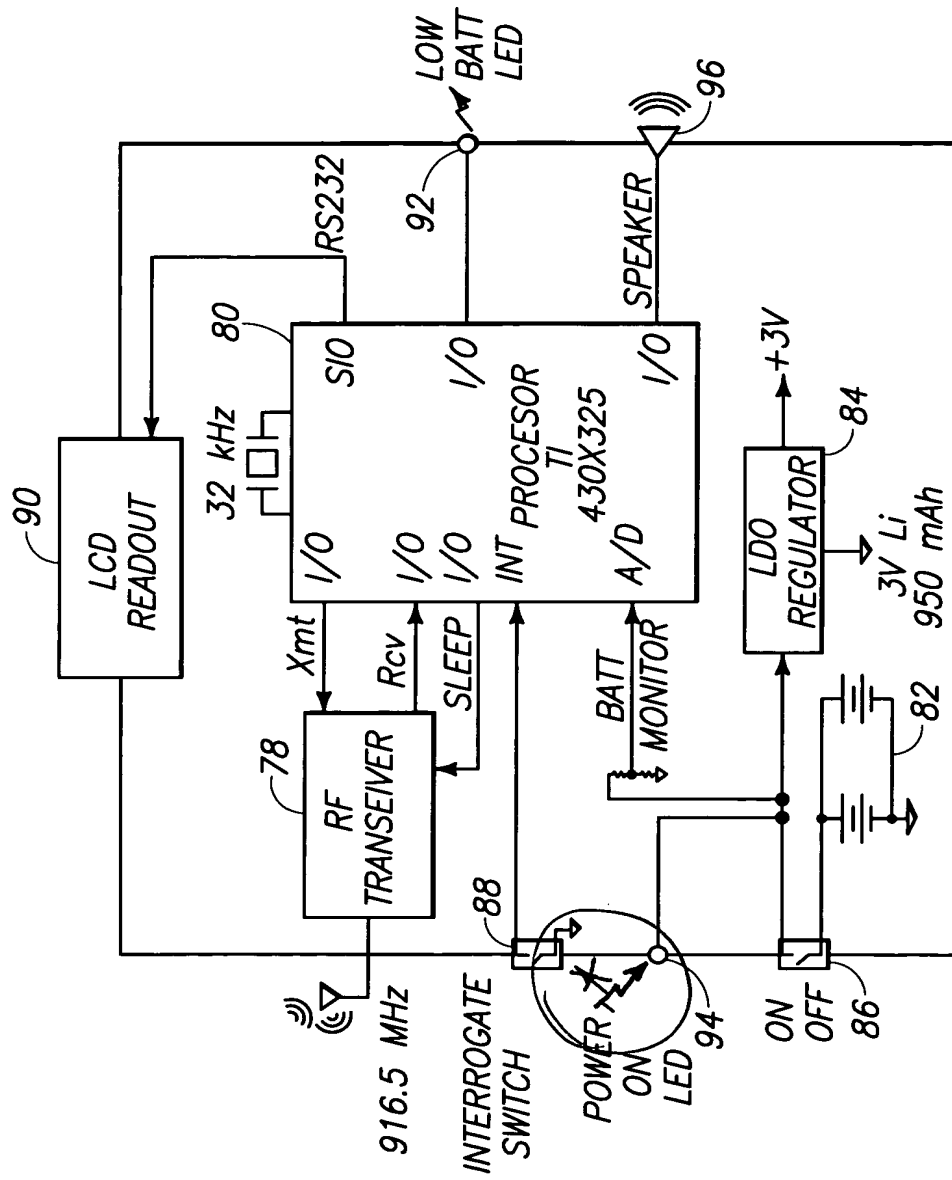 90
LCD
READOUT
916.5 MHz
78
RF
TRANSEIVER
Xmt
Rcv
SLEEP
32 kHz
80
I/O
I/O
I/O
INT
A/D
PROCESOR
TI
430X325
SIO
I/O
I/O
RS232
92
LOW
BATT
LED
SPEAKER
96
INTERROGATE
SWITCH
88
POWER
ON
LED
94
BATT
MONITOR
ON
OFF
86
LDO
REGULATOR
84
+3V
82
3V Li
950 mAh